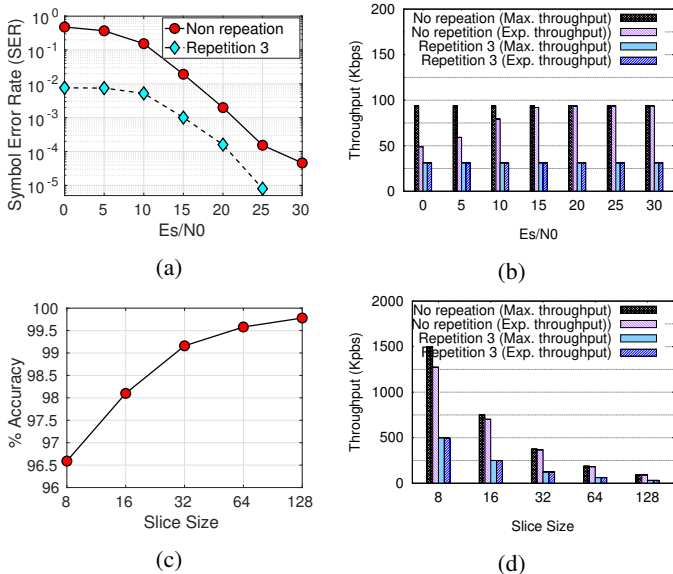 Symbol Error Rate (SER)
10^0
10^-1
10^-2
10^-3
10^-4
10^-5
Non repeation
Repetition 3
0 5 10 15 20 25 30
Es/N0
(a)
Throughput (Kbps)
200
150
100
50
0
No repeation (Max. throughput)
No repetition (Exp. throughput))
Repetition 3 (Max. throughput)
Repetition 3 (Exp. throughput)
0 5 10 15 20 25 30
Es/N0
(b)
% Accuracy
100
99.5
99
98.5
98
97.5
97
96.5
96
8 16 32 64 128
Slice Size
(c)
Throughput (Kpbs)
2000
1500
1000
500
0
No repeation (Max. throughput)
No repetition (Exp. throughput))
Repetition 3 (Max. throughput)
Repetition 3 (Exp. throughput)
8 16 32 64 128
Slice Size
(d)